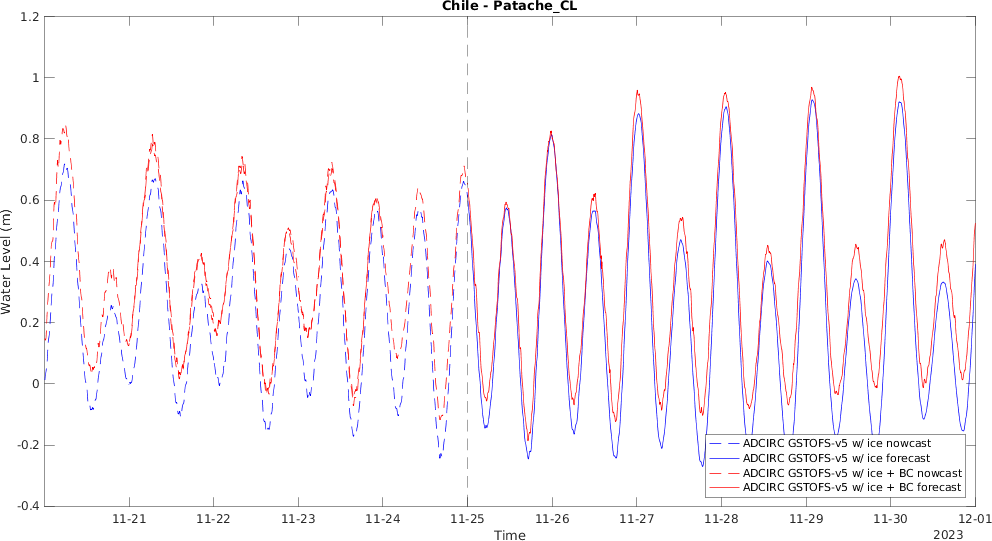 Chile - Patache_CL
Water Level (m)
1.2
1
0.8
0.6
0.4
0.2
0
-0.2
-0.4
ADCIRC GSTOFS-v5 w/ ice nowcast
ADCIRC GSTOFS-v5 w/ ice forecast
ADCIRC GSTOFS-v5 w/ ice + BC nowcast
ADCIRC GSTOFS-v5 w/ ice + BC forecast
11-21 11-22 11-23 11-24 11-25 11-26 11-27 11-28 11-29 11-30 12-01
Time
2023